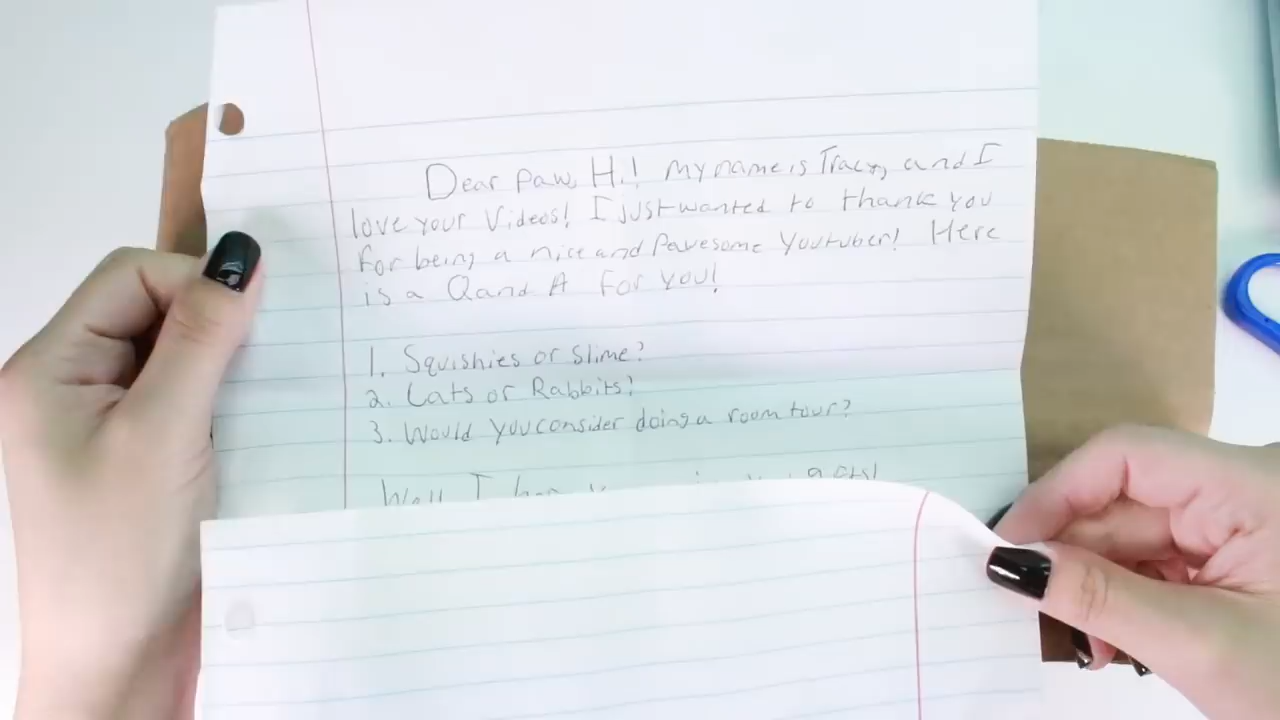 Dear Paw, Hi! My name is Tracy, and I
love your Videos! I just wanted to thank you
for being a nice and Pawesome Youtuber! Here
is a Q and A for you!
1. Squishies or Slime?
2. Cats or Rabbits?
3. Would you consider doing a room tour?
Well I